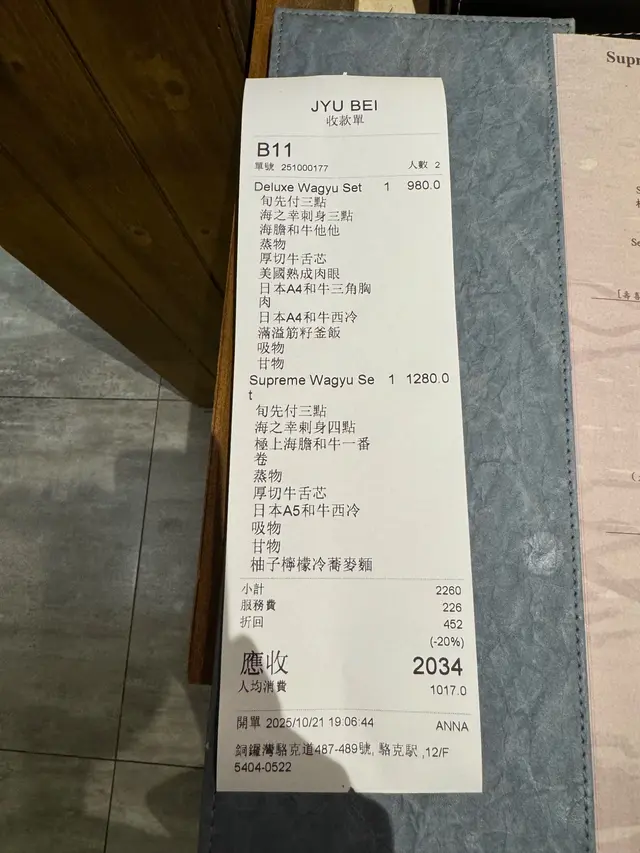 JYU BEI
收款單
B11
單號 251000177 人數 2
Deluxe Wagyu Set 1 980.0
旬先付三點
海之幸刺身三點
海膽和牛他他
蒸物
厚切牛舌芯
美國熟成肉眼
日本A4和牛三角胸
肉
日本A4和牛西冷
滿溢筋籽釜飯
吸物
甘物
Supreme Wagyu Se 1 1280.0
t
旬先付三點
海之幸刺身四點
極上海膽和牛一番
卷
蒸物
厚切牛舌芯
日本A5和牛西冷
吸物
甘物
柚子檸檬冷蕎麥麵
小計 2260
服務費 226
折回 452
(-20%)
應收 2034
人均消費 1017.0
開單 2025/10/21 19:06:44 ANNA
銅鑼灣駱克道487-489號, 駱克駅 ,12/F
5404-0522